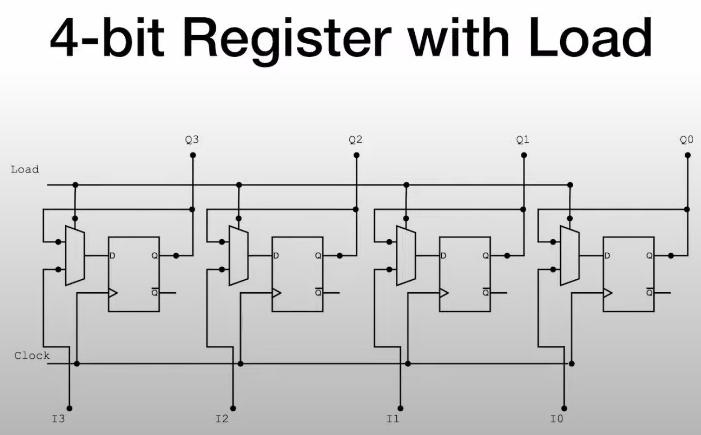 4-bit Register with Load
Q3 Q2 Q1 Q0
Load
D Q D Q D Q D Q
Q Q Q Q
Clock
I3 I2 I1 I0